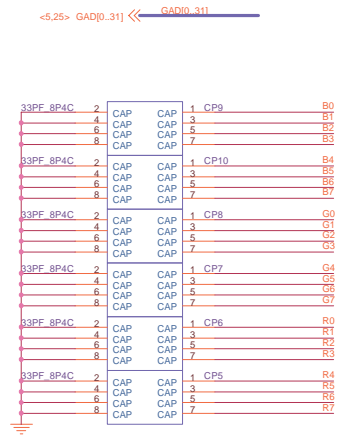 <5,25> GAD[0..31] GAD[0..31]
33PF_8P4C 2 CAP CAP 1 CP9 B0
4 CAP CAP 3 B1
6 CAP CAP 5 B2
8 CAP CAP 7 B3
33PF_8P4C 2 CAP CAP 1 CP10 B4
4 CAP CAP 3 B5
6 CAP CAP 5 B6
8 CAP CAP 7 B7
33PF_8P4C 2 CAP CAP 1 CP8 G0
4 CAP CAP 3 G1
6 CAP CAP 5 G2
8 CAP CAP 7 G3
33PF_8P4C 2 CAP CAP 1 CP7 G4
4 CAP CAP 3 G5
6 CAP CAP 5 G6
8 CAP CAP 7 G7
33PF_8P4C 2 CAP CAP 1 CP6 R0
4 CAP CAP 3 R1
6 CAP CAP 5 R2
8 CAP CAP 7 R3
33PF_8P4C 2 CAP CAP 1 CP5 R4
4 CAP CAP 3 R5
6 CAP CAP 5 R6
8 CAP CAP 7 R7